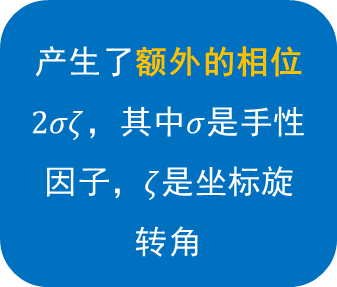 产生了额外的相位
2σζ，其中σ是手性
因子，ζ是坐标旋
转角